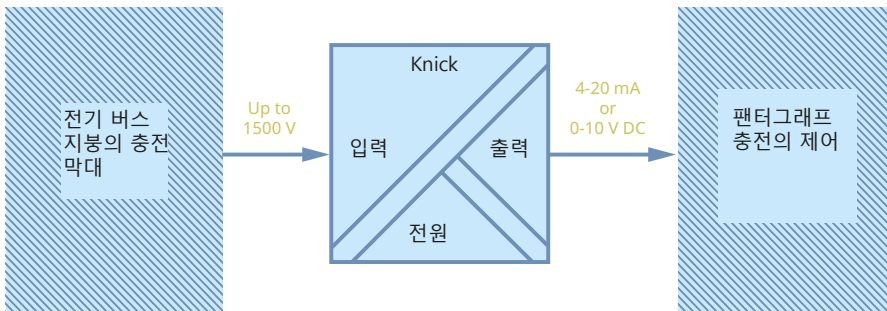 전기 버스
지붕의 충전
막대
Up to
1500 V
Knick
입력
출력
전원
4-20 mA
or
0-10 V DC
팬터그래프
충전의 제어